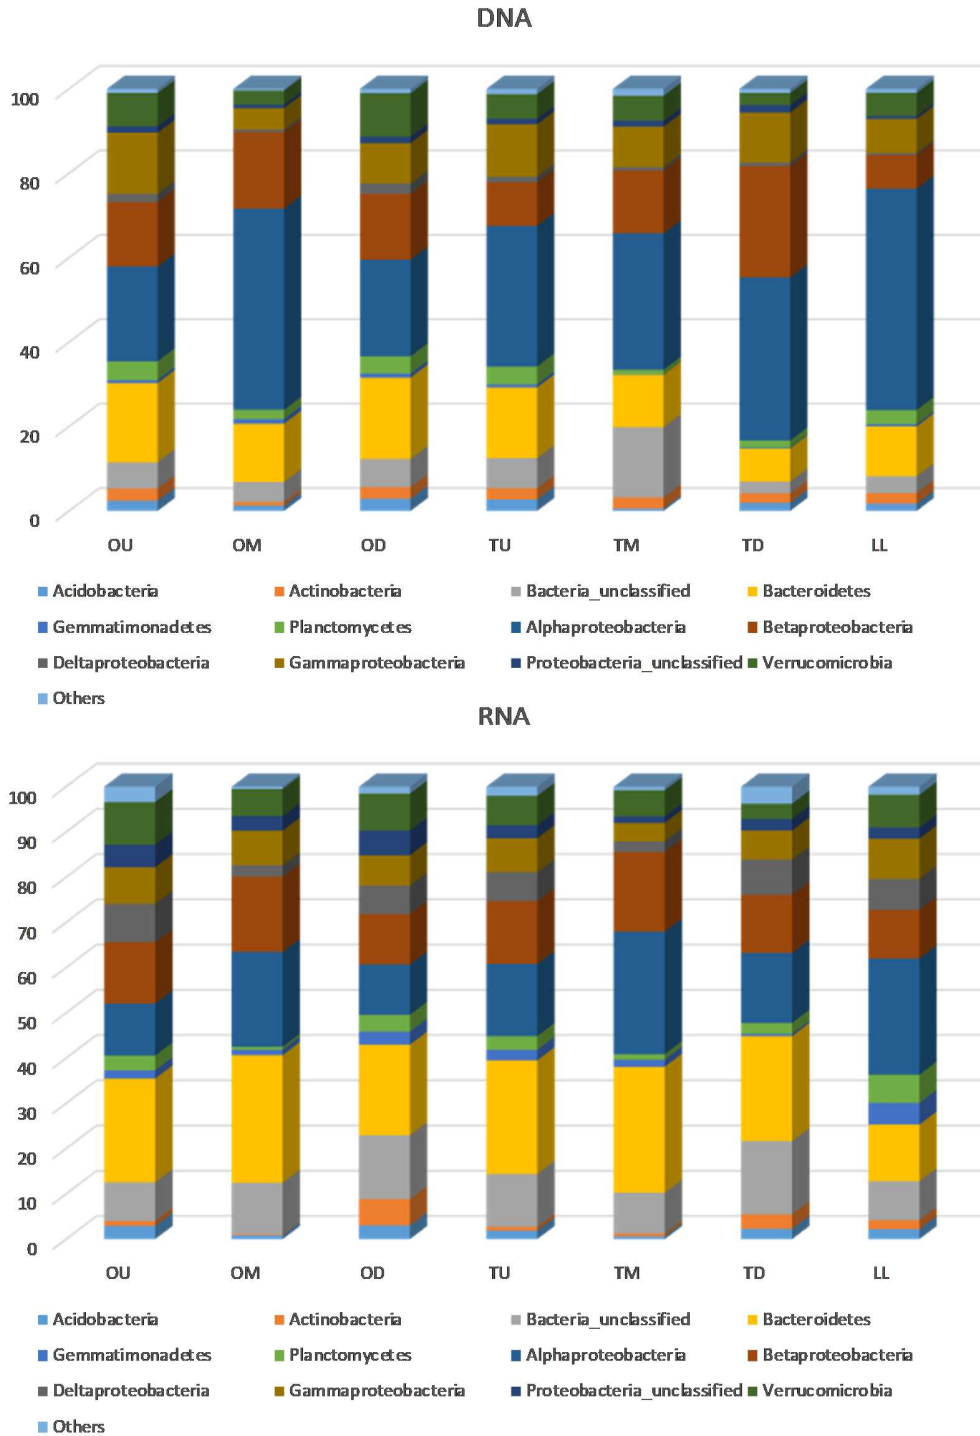 DNA
100
80
60
40
20
0
OU OM OD TU TM TD LL
Acidobacteria Actinobacteria Bacteria_unclassified Bacteroidetes
Gemmatimonadetes Planctomycetes Alphaproteobacteria Betaproteobacteria
Deltaproteobacteria Gammaproteobacteria Proteobacteria_unclassified Verrucomicrobia
Others
RNA
100
90
80
70
60
50
40
30
20
10
0
OU OM OD TU TM TD LL
Acidobacteria Actinobacteria Bacteria_unclassified Bacteroidetes
Gemmatimonadetes Planctomycetes Alphaproteobacteria Betaproteobacteria
Deltaproteobacteria Gammaproteobacteria Proteobacteria_unclassified Verrucomicrobia
Others